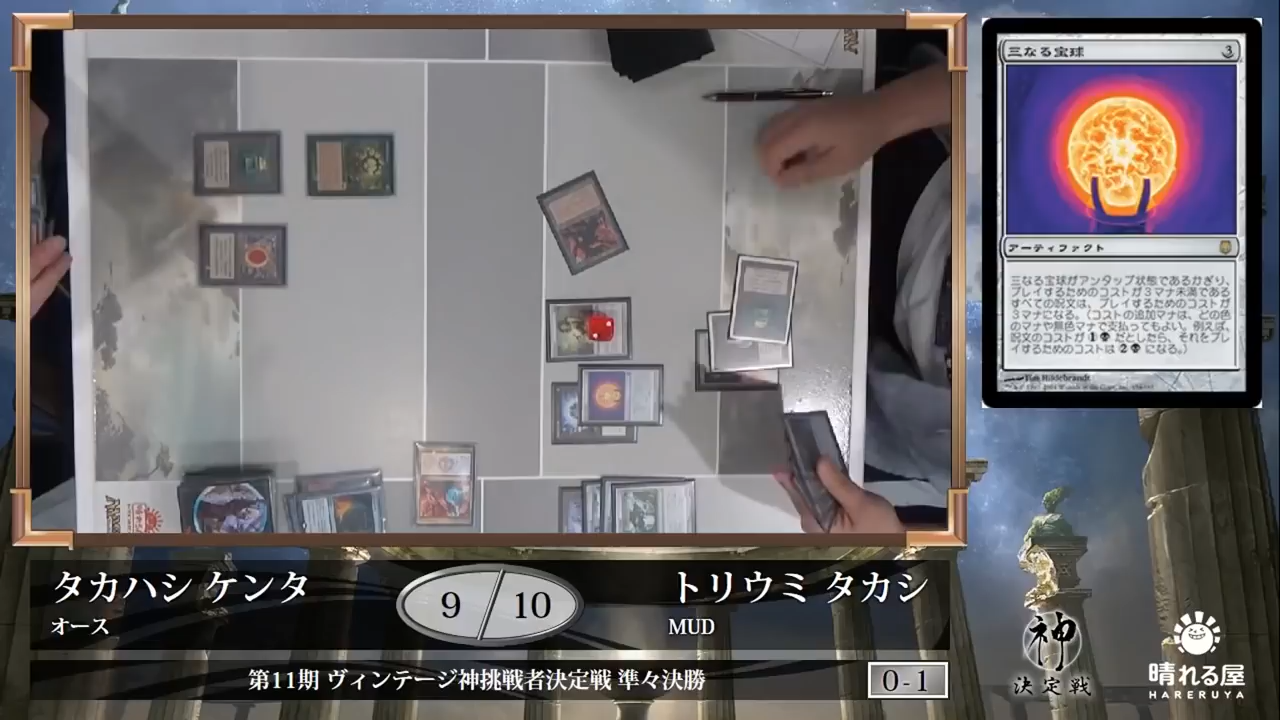 三なる宝球 3
アーティファクト
三なる宝球がアンタップ状態であるかぎり、
プレイするためのコストが3マナ未満である
すべての呪文は、プレイするためのコストが
3マナになる。（コストの追加マナは、どの色
のマナや無色マナで支払ってもよい。例えば、
呪文のコストが1 だとしたら、それをプレ
イするためのコストは2 になる。）
タカハシ ケンタ
オース
9 / 10
トリウミ タカシ
MUD
第11期 ヴィンテージ神挑戦者決定戦 準々決勝
0-1
神
決定戦
晴れる屋
HARERUYA